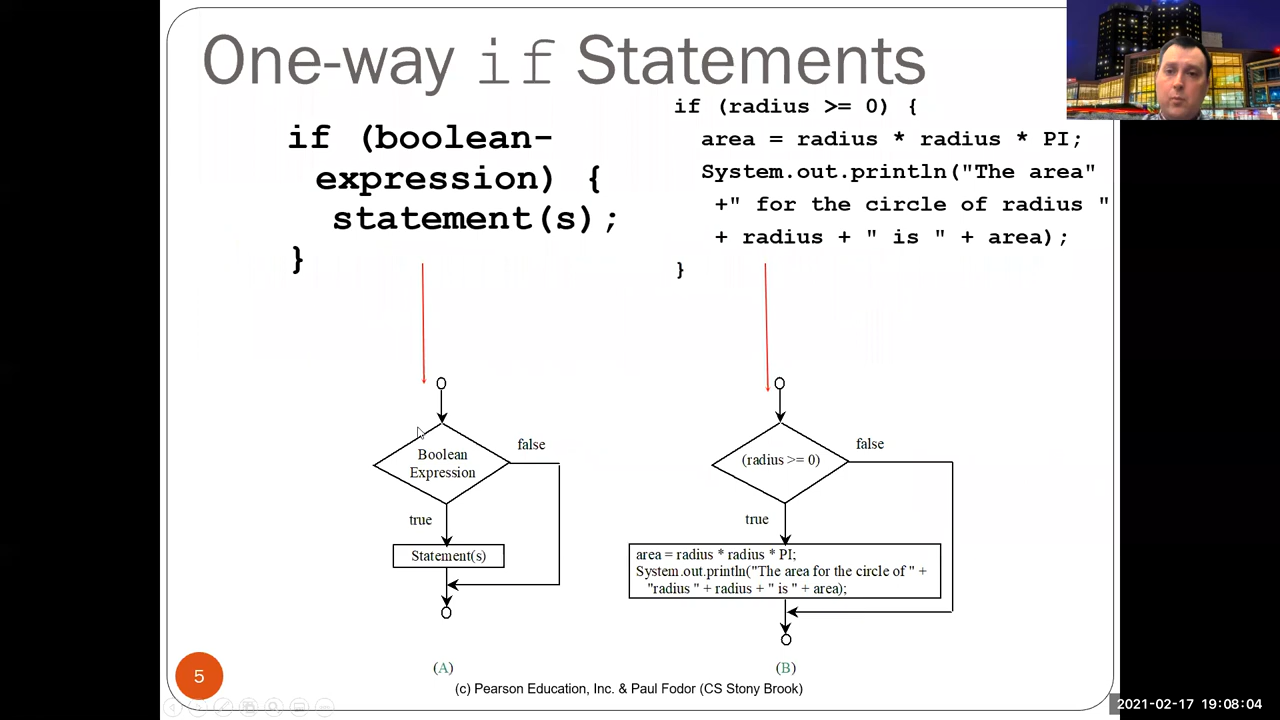 One-way if Statements
if (boolean-
expression) {
statement(s);
}
if (radius >= 0) {
area = radius * radius * PI;
System.out.println("The area"
+" for the circle of radius "
+ radius + " is " + area);
}
Boolean
Expression
false
true
Statement(s)
(A)
(radius >= 0)
false
true
area = radius * radius * PI;
System.out.println("The area for the circle of " +
"radius " + radius + " is " + area);
(B)
5
(c) Pearson Education, Inc. & Paul Fodor (CS Stony Brook)
2021-02-17 19:08:04